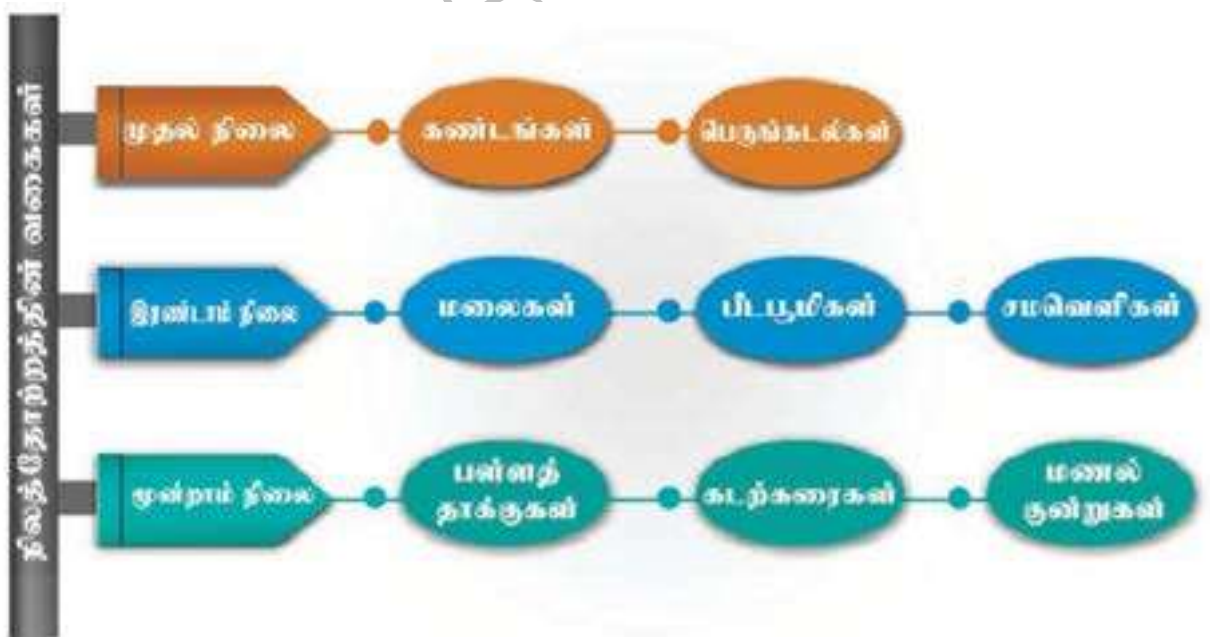 நிலத்தோற்றத்தின் வகைகள்
முதல் நிலை
கண்டங்கள்
பெருங்கடல்கள்
இரண்டாம் நிலை
மலைகள்
பீடபூமிகள்
சமவெளிகள்
மூன்றாம் நிலை
பள்ளத்
தாக்குகள்
கடற்கரைகள்
மணல்
குன்றுகள்